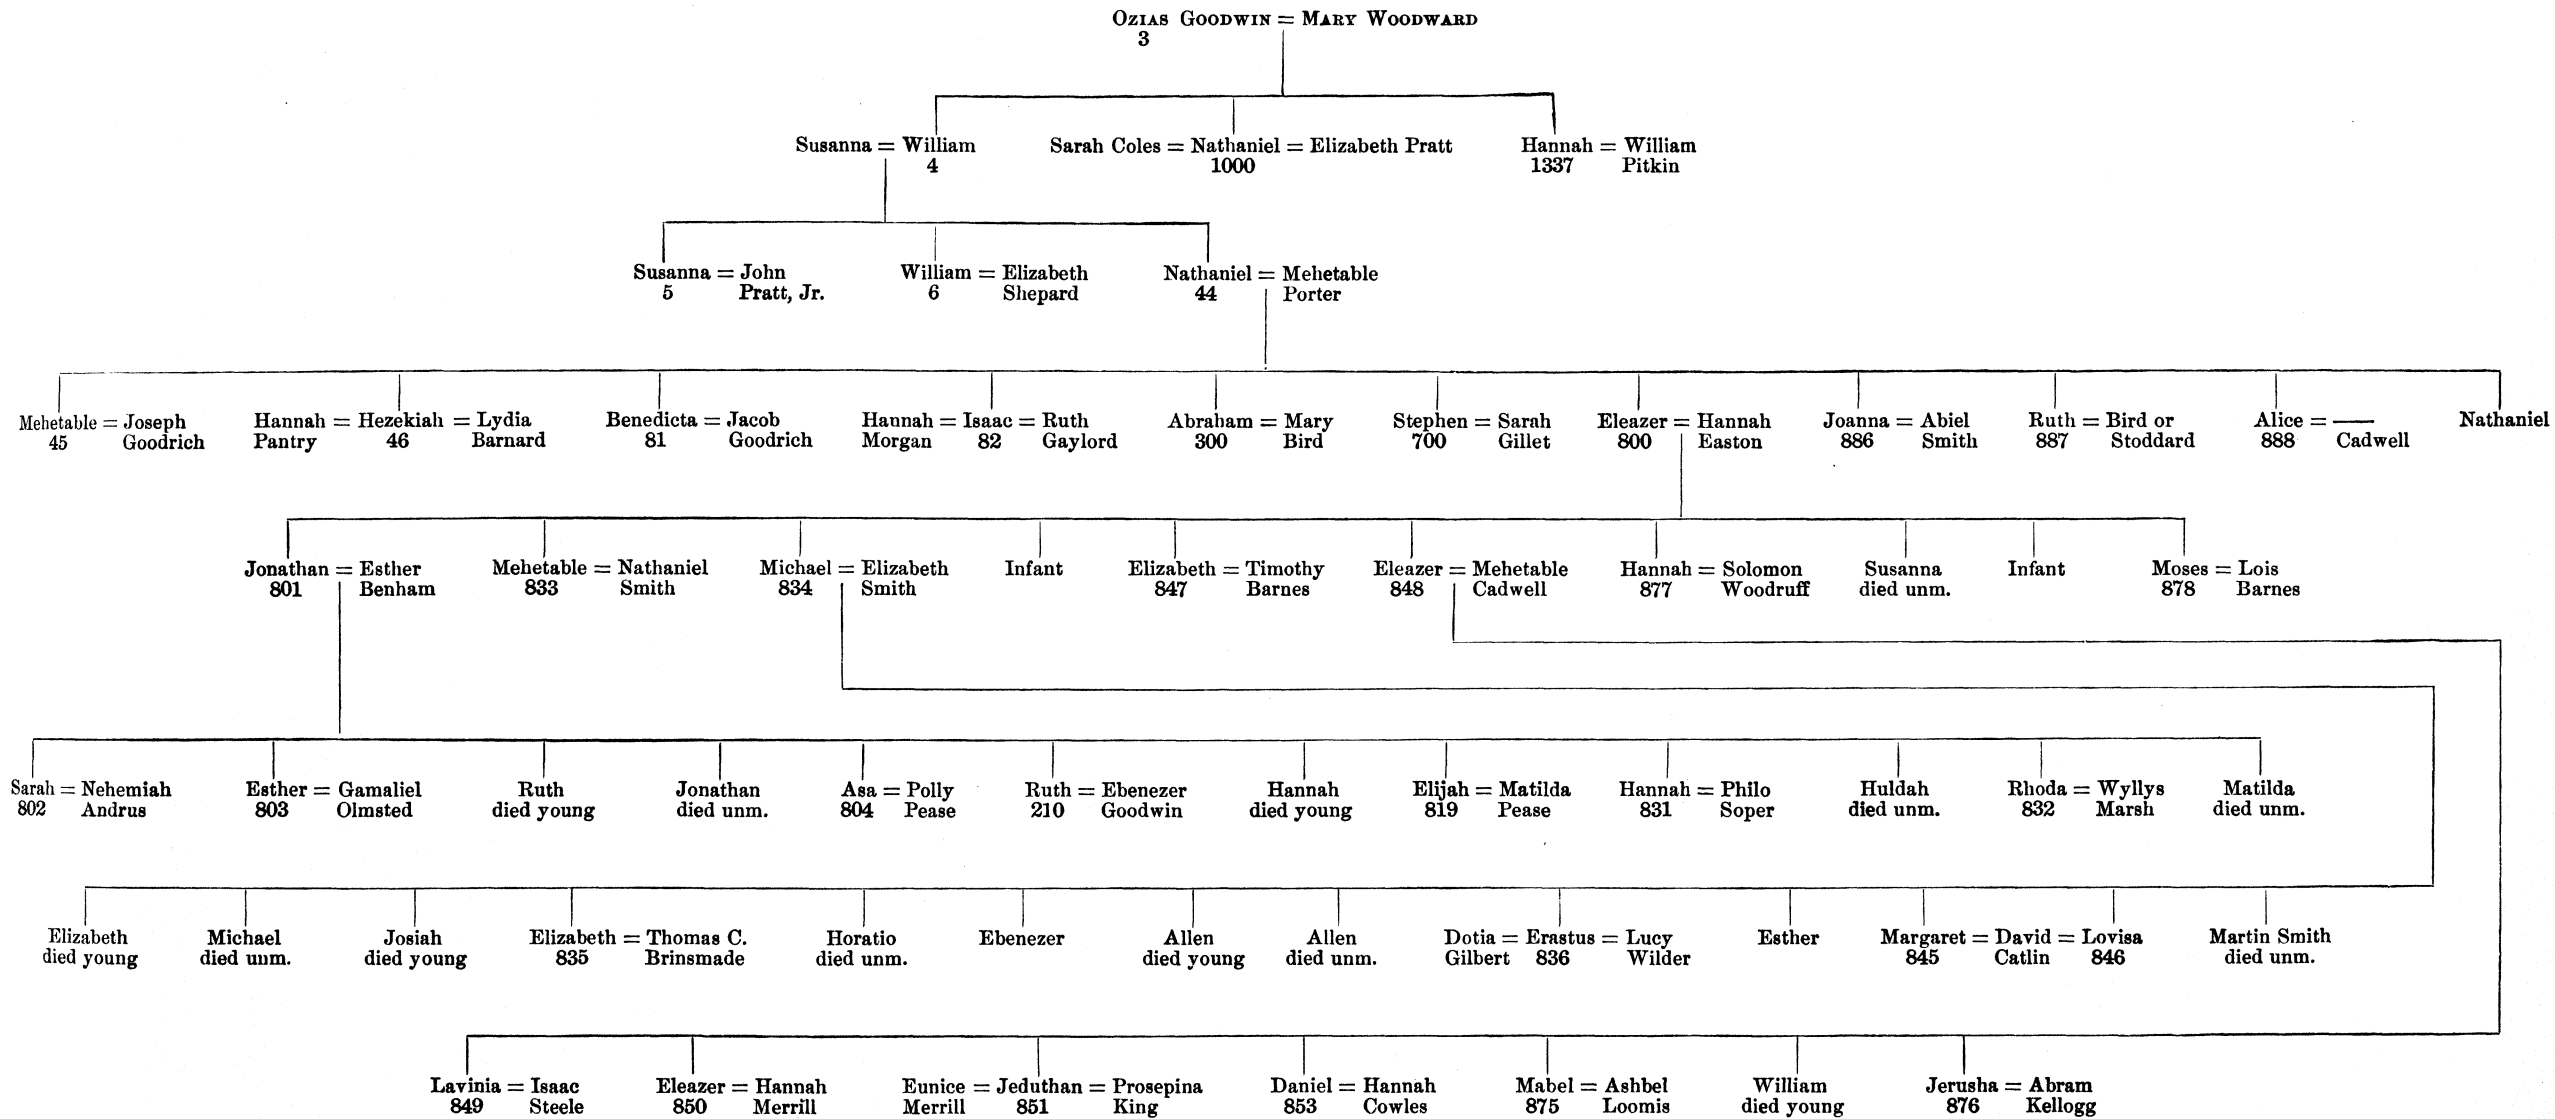 OZIAS GOODWIN = MARY WOODWARD
3
Susanna = William Sarah Coles = Nathaniel = Elizabeth Pratt Hannah = William
4 1000 1337 Pitkin
Susanna = John William = Elizabeth Nathaniel = Mehetable
5 Pratt, Jr. 6 Shepard 44 Porter
Mehetable = Joseph Hannah = Hezekiah = Lydia Benedicta = Jacob Hannah = Isaac = Ruth Abraham = Mary Stephen = Sarah Eleazer = Hannah Joanna = Abiel Ruth = Bird or Alice = — Nathaniel
45 Goodrich Pantry 46 Barnard 81 Goodrich Morgan 82 Gaylord 300 Bird 700 Gillet 800 Easton 886 Smith 887 Stoddard 888 Cadwell
Jonathan = Esther Mehetable = Nathaniel Michael = Elizabeth Infant Elizabeth = Timothy Eleazer = Mehetable Hannah = Solomon Susanna Infant Moses = Lois
801 Benham 833 Smith 834 Smith 847 Barnes 848 Cadwell 877 Woodruff died unm. 878 Barnes
Sarah = Nehemiah Esther = Gamaliel Ruth Jonathan Asa = Polly Ruth = Ebenezer Hannah Elijah = Matilda Hannah = Philo Huldah Rhoda = Wyllys Matilda
802 Andrus 803 Olmsted died young died unm. 804 Pease 210 Goodwin died young 819 Pease 831 Soper died unm. 832 Marsh died unm.
Elizabeth Michael Josiah Elizabeth = Thomas C. Horatio Ebenezer Allen Allen Dotia = Erastus = Lucy Esther Margaret = David = Lovisa Martin Smith
died young died unm. died young 835 Brinsmade died unm. died young died unm. Gilbert 836 Wilder 845 Catlin 846 died unm.
Lavinia = Isaac Eleazer = Hannah Eunice = Jeduthan = Prosepina Daniel = Hannah Mabel = Ashbel William Jerusha = Abram
849 Steele 850 Merrill Merrill 851 King 853 Cowles 875 Loomis died young 876 Kellogg